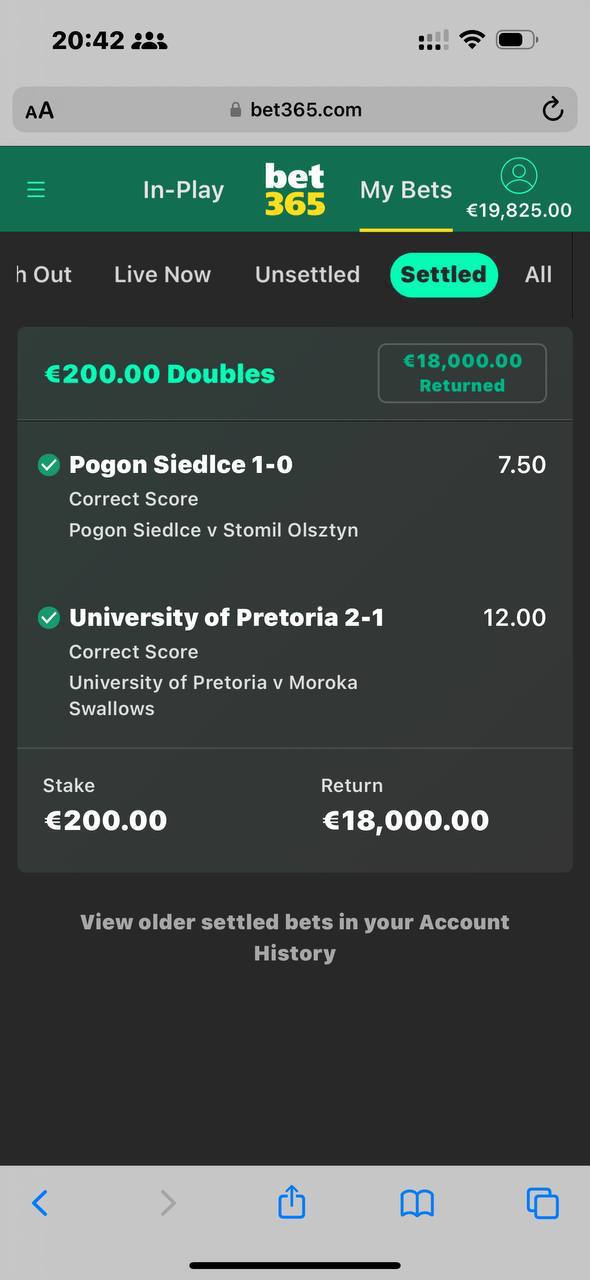 20:42
AA bet365.com
In-Play bet365 My Bets €19,825.00
h Out Live Now Unsettled Settled All
€200.00 Doubles €18,000.00 Returned
Pogon Siedlce 1-0 7.50
Correct Score
Pogon Siedlce v Stomil Olsztyn
University of Pretoria 2-1 12.00
Correct Score
University of Pretoria v Moroka
Swallows
Stake Return
€200.00 €18,000.00
View older settled bets in your Account
History